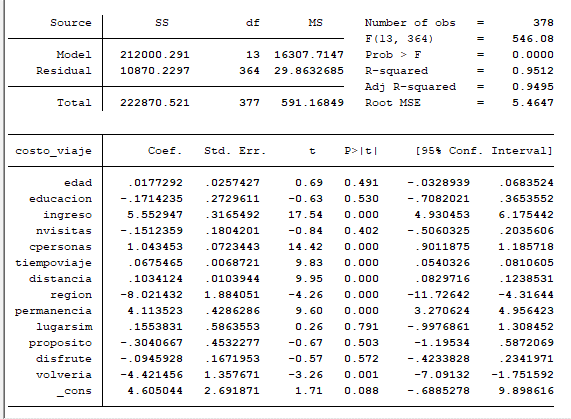 Source | SS df MS Number of obs = 378
F(13, 364) = 546.08
Model | 212000.291 13 16307.7147 Prob > F = 0.0000
Residual | 10870.2297 364 29.8632685 R-squared = 0.9512
Adj R-squared = 0.9495
Total | 222870.521 377 591.16849 Root MSE = 5.4647
costo_viaje | Coef. Std. Err. t P>|t| [95% Conf. Interval]
edad | .0177292 .0257427 0.69 0.491 -.0328939 .0683524
educacion | -.1714235 .2729611 -0.63 0.530 -.7082021 .3653552
ingreso | 5.552947 .3165492 17.54 0.000 4.930453 6.175442
nvisitas | -.1512359 .1804201 -0.84 0.402 -.5060325 .2035606
cpersonas | 1.043453 .0723443 14.42 0.000 .9011875 1.185718
tiempoviaje | .0675465 .0068721 9.83 0.000 .0540326 .0810605
distancia | .1034124 .0103944 9.95 0.000 .0829716 .1238531
region | -8.021432 1.884051 -4.26 0.000 -11.72642 -4.31644
permanencia | 4.113523 .4286286 9.60 0.000 3.270624 4.956423
lugarsim | .1553831 .5863553 0.26 0.791 -.9976861 1.308452
proposito | -.3040667 .4532277 -0.67 0.503 -1.19534 .5872069
disfrute | -.0945928 .1671953 -0.57 0.572 -.4233828 .2341971
volveria | -4.421456 1.357671 -3.26 0.001 -7.09132 -1.751592
_cons | 4.605044 2.691871 1.71 0.088 -.6885278 9.898616